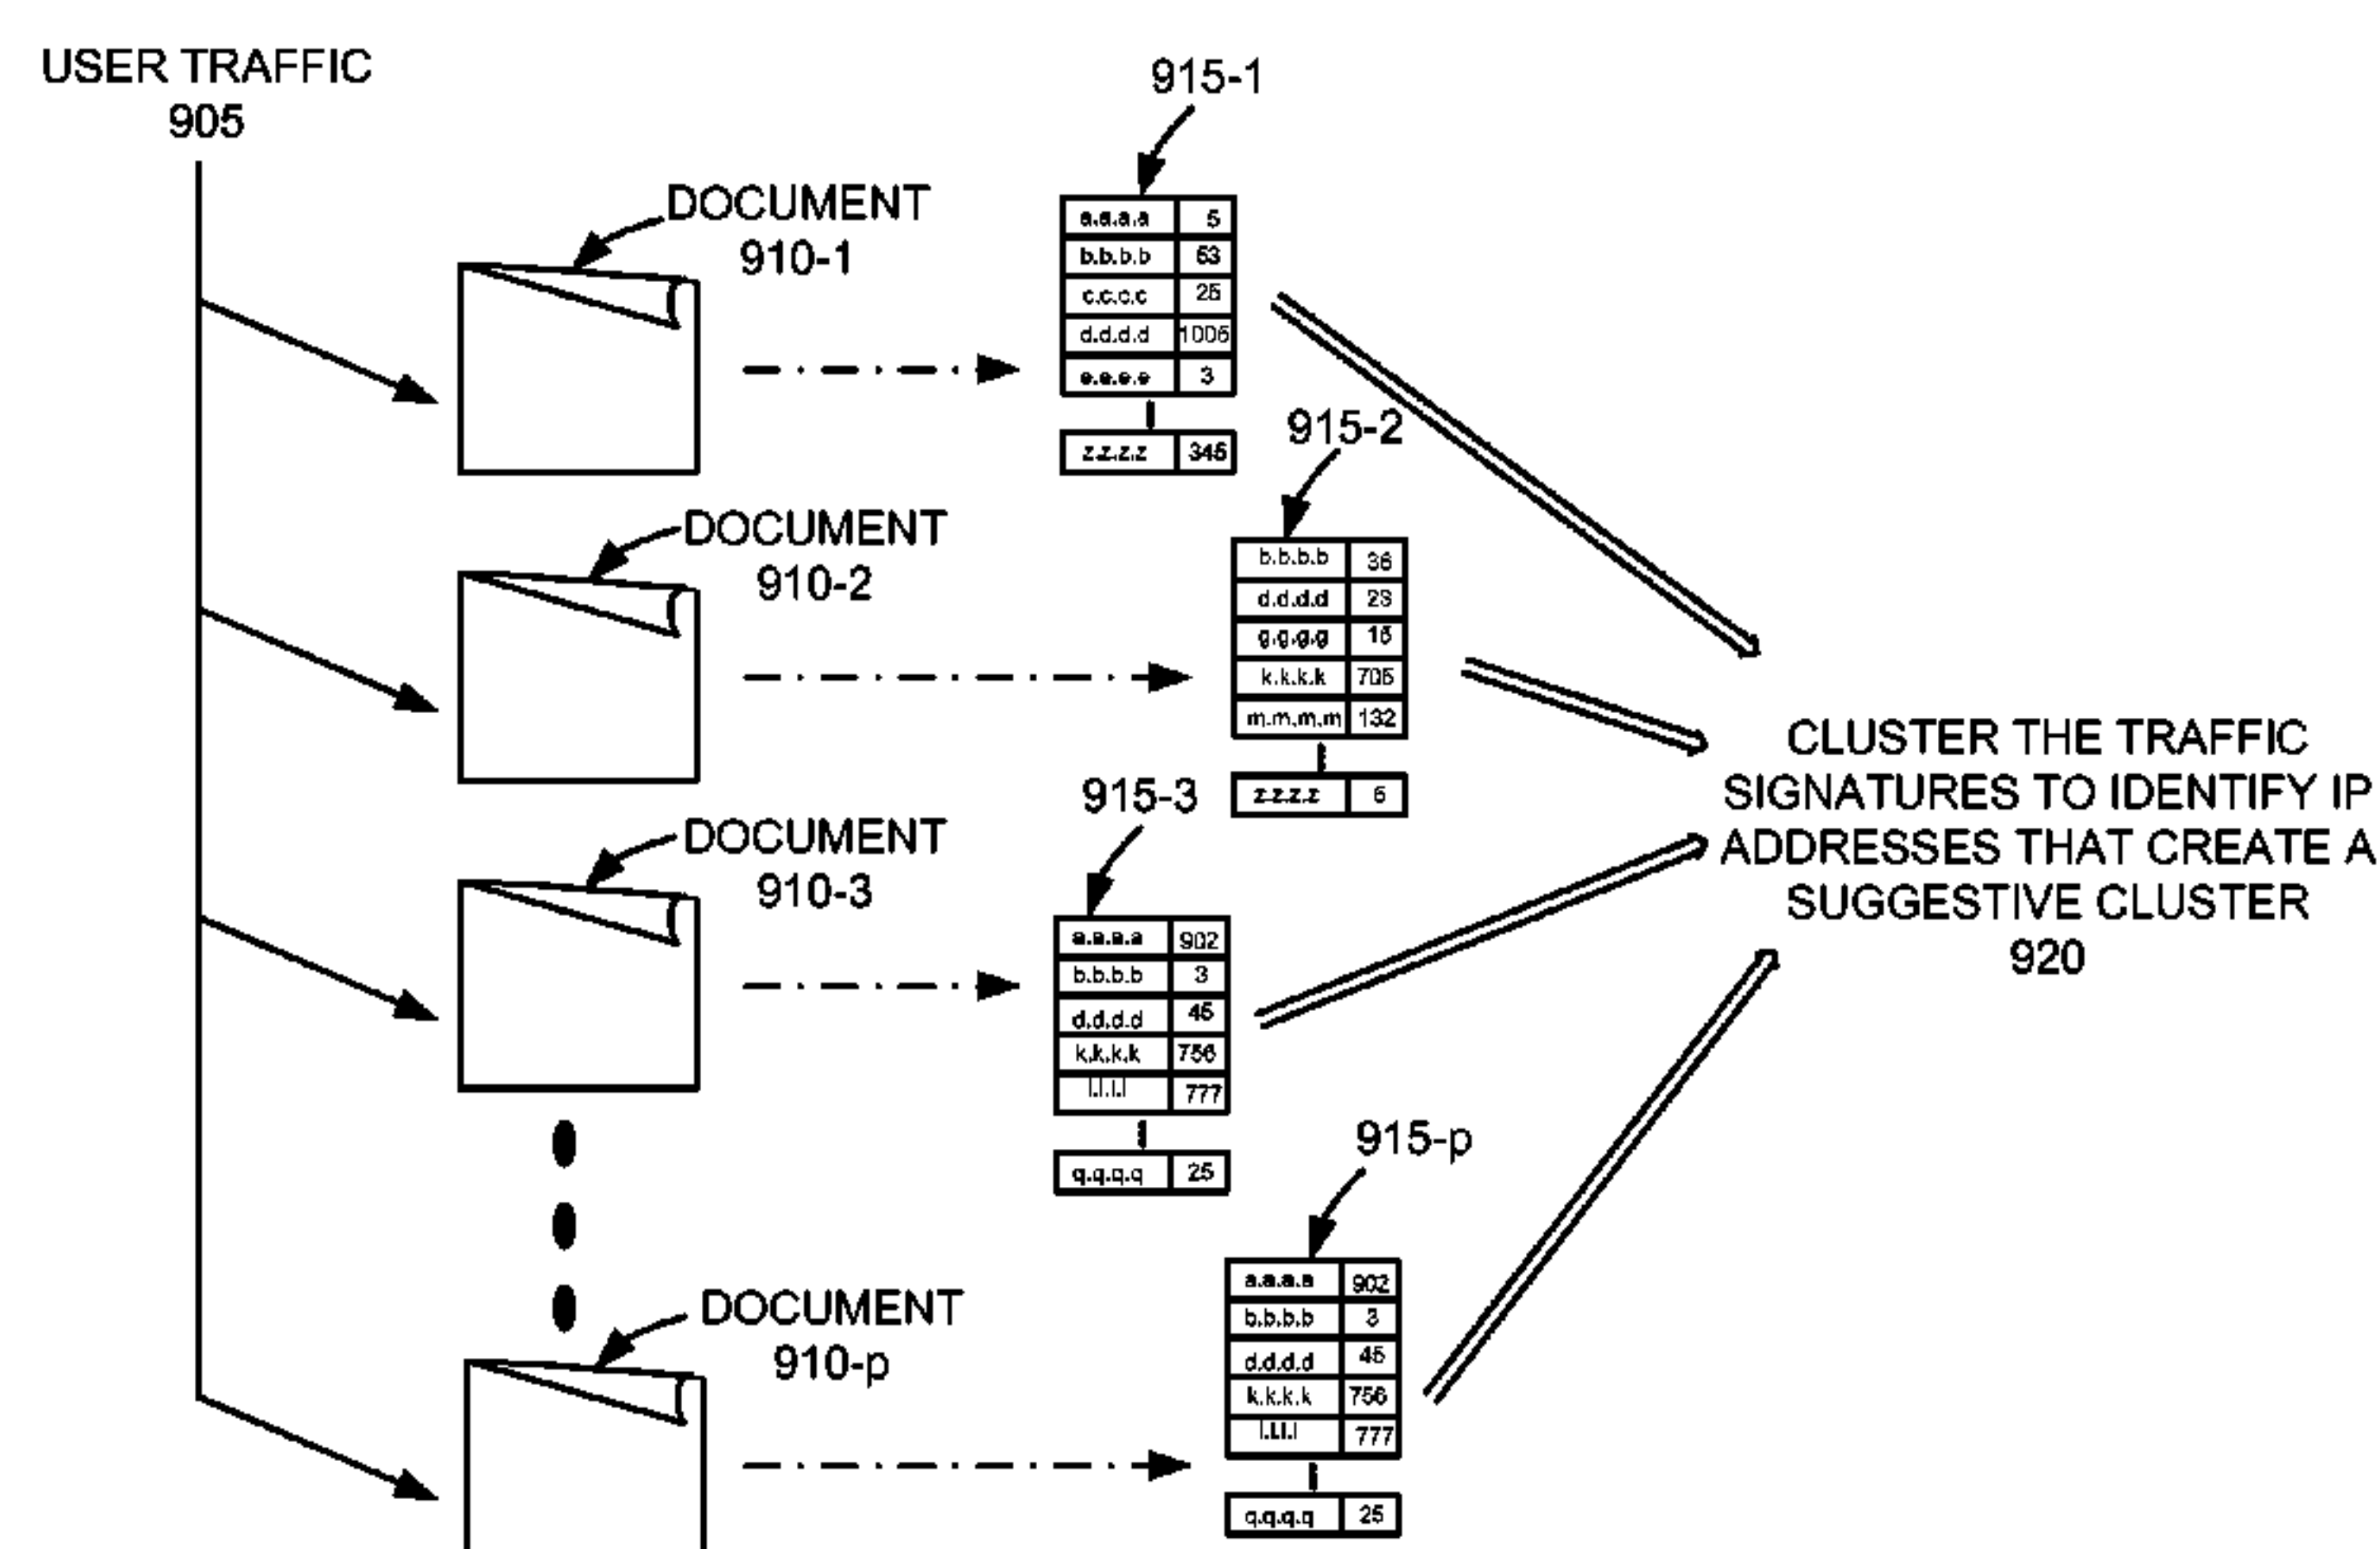 USER TRAFFIC
905
915-1
DOCUMENT
910-1
a.a.a.a 5
b.b.b.b 53
c.c.c.c 25
d.d.d.d 1005
e.e.e.e 3
z.z.z.z 345
915-2
DOCUMENT
910-2
b.b.b.b 36
d.d.d.d 23
g.g.g.g 15
k.k.k.k 705
m.m.m.m 132
z.z.z.z 6
CLUSTER THE TRAFFIC
SIGNATURES TO IDENTIFY IP
ADDRESSES THAT CREATE A
SUGGESTIVE CLUSTER
920
915-3
DOCUMENT
910-3
a.a.a.a 902
b.b.b.b 3
d.d.d.d 45
k.k.k.k 756
l.l.l.l 777
q.q.q.q 25
915-p
DOCUMENT
910-p
a.a.a.a 902
b.b.b.b 3
d.d.d.d 45
k.k.k.k 756
l.l.l.l 777
q.q.q.q 25